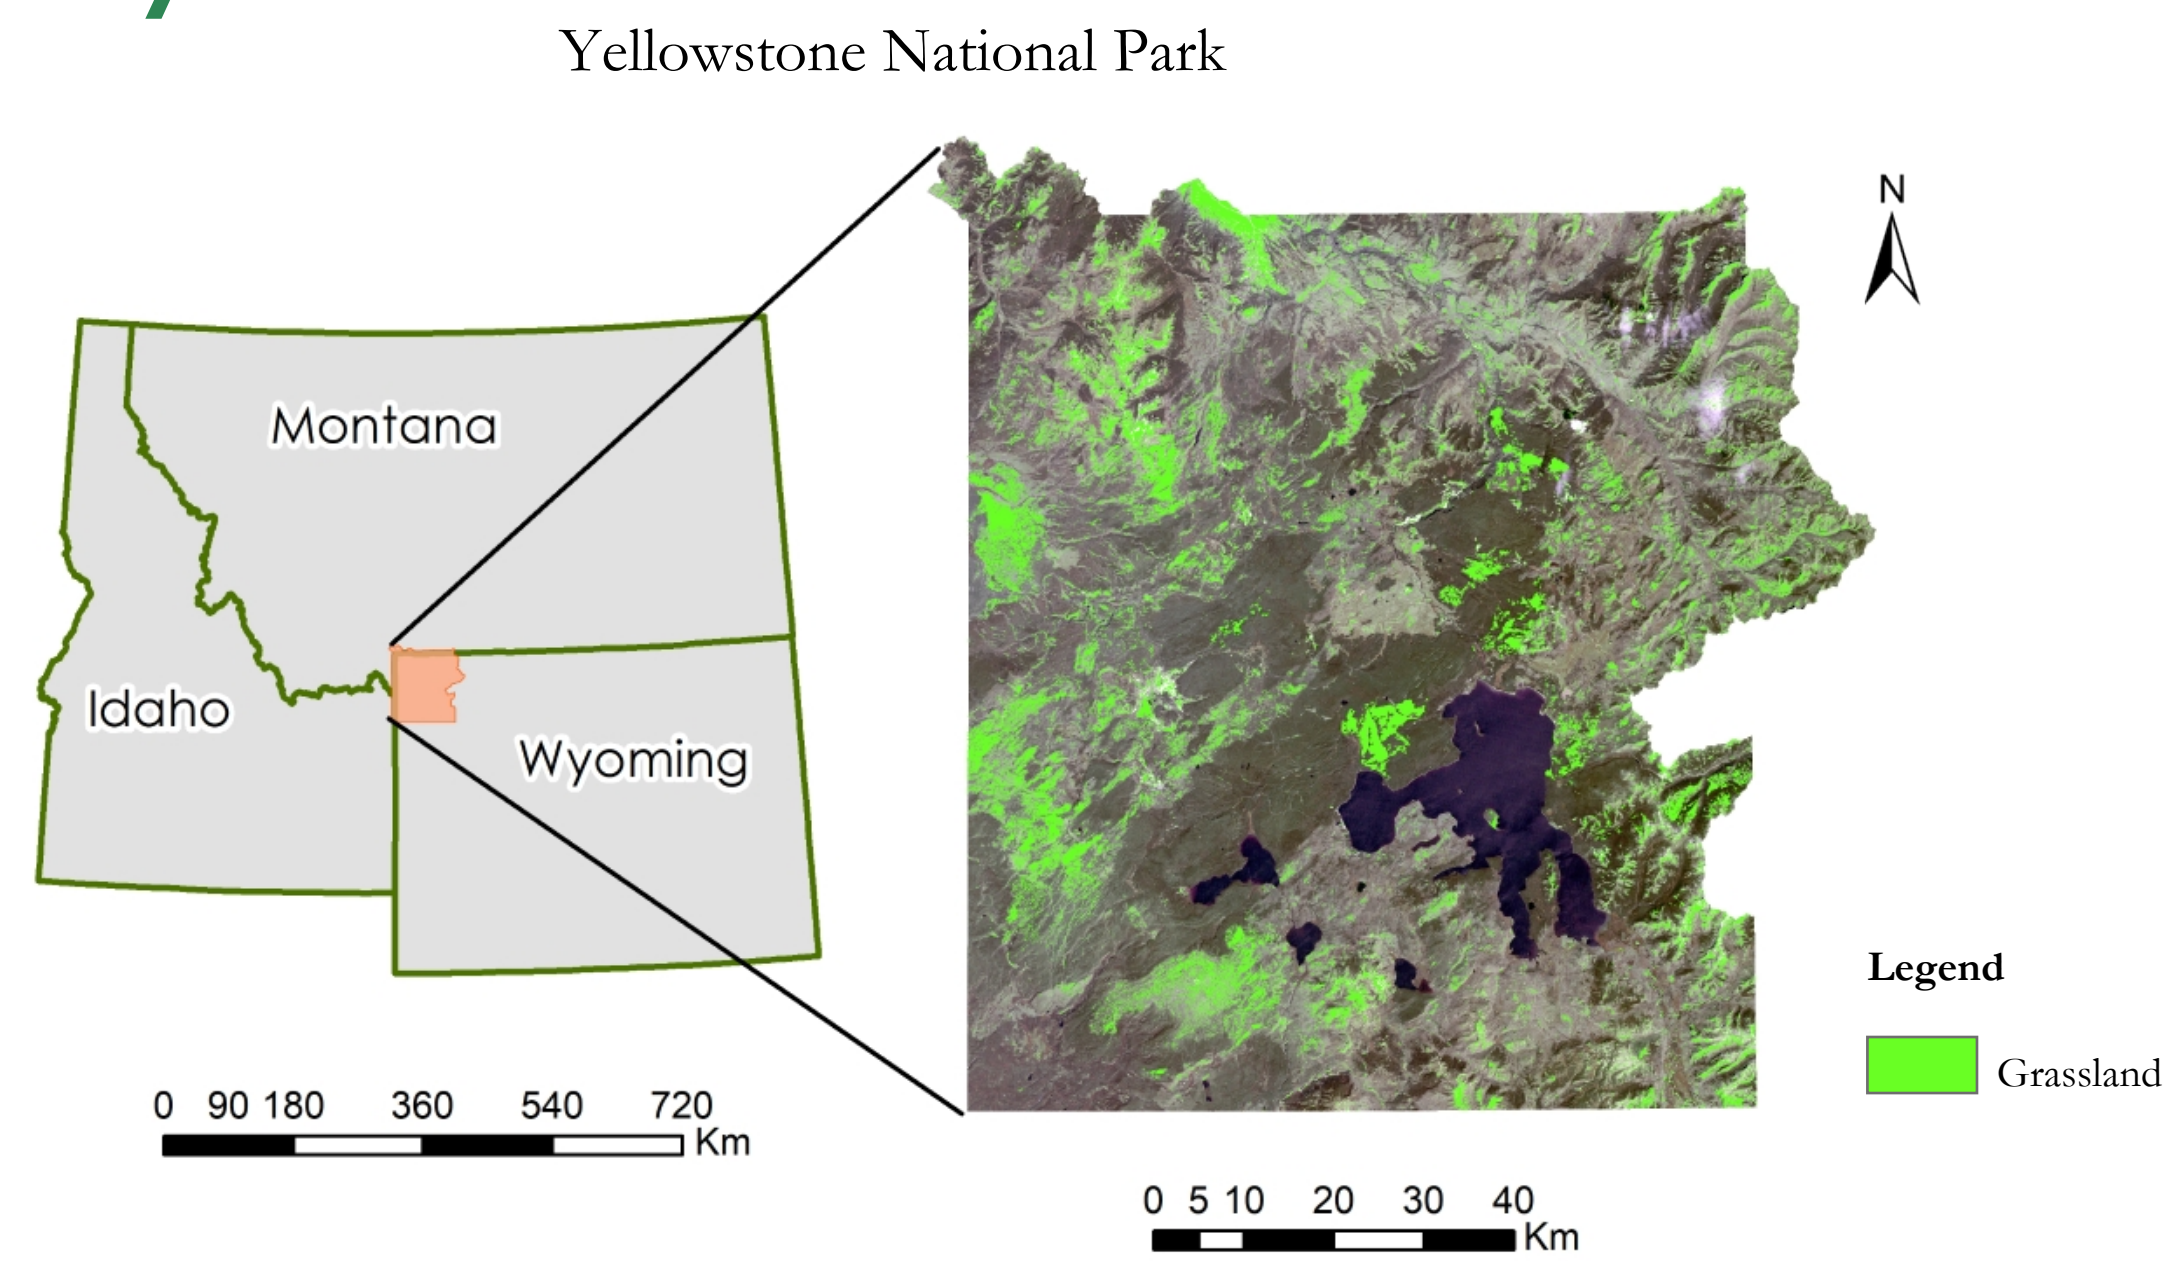 Yellowstone National Park
N
Montana
Idaho
Wyoming
Legend
Grassland
0 90 180 360 540 720
Km
0 5 10 20 30 40
Km